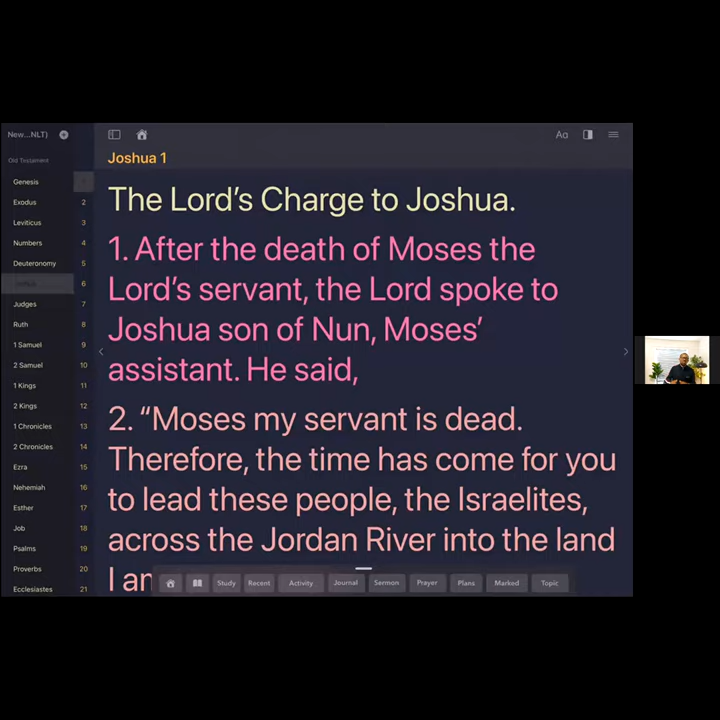 New...NLT)
Aa
Old Testament
Joshua 1
Genesis
Exodus 2
Leviticus 3
Numbers 4
Deuteronomy 5
6
Judges 7
Ruth 8
1 Samuel 9
2 Samuel 10
1 Kings 11
2 Kings 12
1 Chronicles 13
2 Chronicles 14
Ezra 15
Nehemiah 16
Esther 17
Job 18
Psalms 19
Proverbs 20
Ecclesiastes 21
The Lord’s Charge to Joshua.
1. After the death of Moses the
Lord’s servant, the Lord spoke to
Joshua son of Nun, Moses’
assistant. He said,
2. “Moses my servant is dead.
Therefore, the time has come for you
to lead these people, the Israelites,
across the Jordan River into the land
I am
Study Recent Activity Journal Sermon Prayer Plans Marked Topic